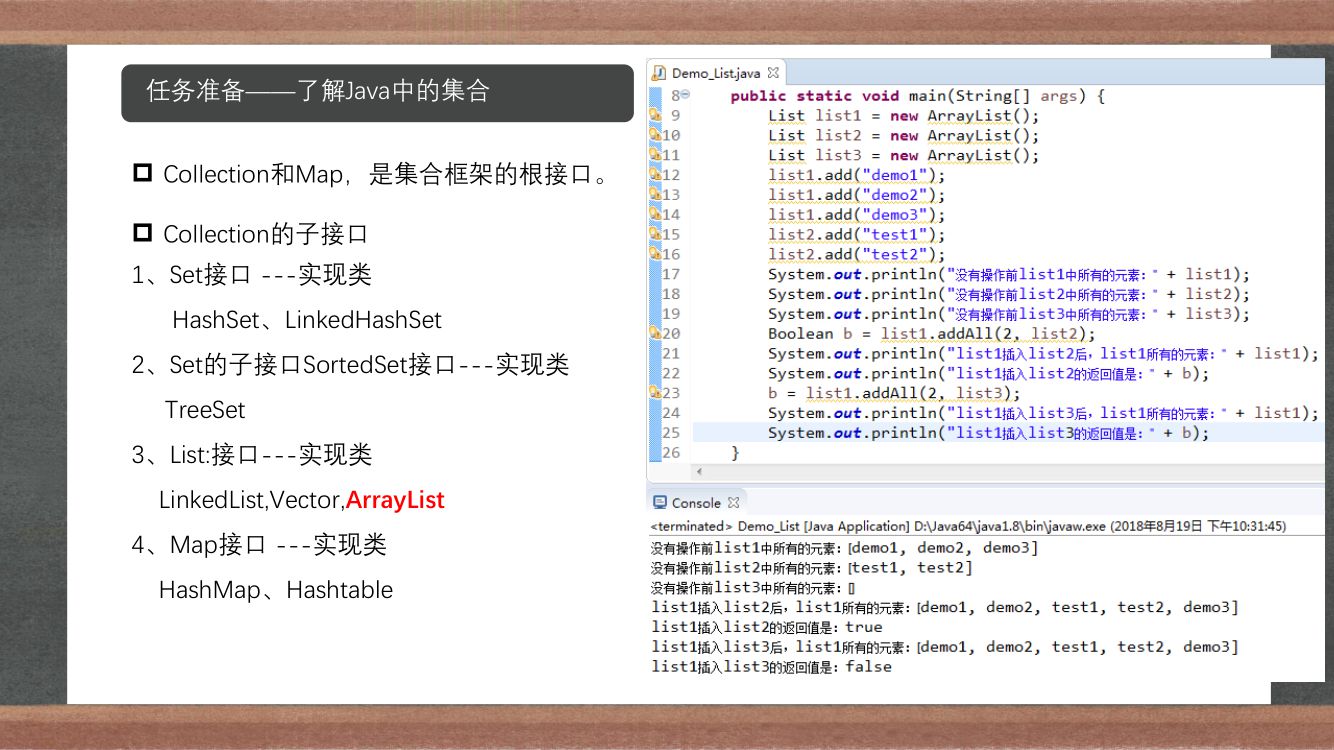 任务准备——了解Java中的集合
Collection和Map，是集合框架的根接口。
Collection的子接口
1、Set接口 ---实现类
HashSet、LinkedHashSet
2、Set的子接口SortedSet接口---实现类
TreeSet
3、List:接口---实现类
LinkedList,Vector,ArrayList
4、Map接口 ---实现类
HashMap、Hashtable
Demo_List.java
8 public static void main(String[] args) {
9 List list1 = new ArrayList();
10 List list2 = new ArrayList();
11 List list3 = new ArrayList();
12 list1.add("demo1");
13 list1.add("demo2");
14 list1.add("demo3");
15 list2.add("test1");
16 list2.add("test2");
17 System.out.println("没有操作前list1中所有的元素：" + list1);
18 System.out.println("没有操作前list2中所有的元素：" + list2);
19 System.out.println("没有操作前list3中所有的元素：" + list3);
20 Boolean b = list1.addAll(2, list2);
21 System.out.println("list1插入list2后，list1所有的元素：" + list1);
22 System.out.println("list1插入list2的返回值是：" + b);
23 b = list1.addAll(2, list3);
24 System.out.println("list1插入list3后，list1所有的元素：" + list1);
25 System.out.println("list1插入list3的返回值是：" + b);
26 }
Console
<terminated> Demo_List [Java Application] D:\Java64\java1.8\bin\javaw.exe (2018年8月19日 下午10:31:45)
没有操作前list1中所有的元素：[demo1, demo2, demo3]
没有操作前list2中所有的元素：[test1, test2]
没有操作前list3中所有的元素：[]
list1插入list2后，list1所有的元素：[demo1, demo2, test1, test2, demo3]
list1插入list2的返回值是：true
list1插入list3后，list1所有的元素：[demo1, demo2, test1, test2, demo3]
list1插入list3的返回值是：false